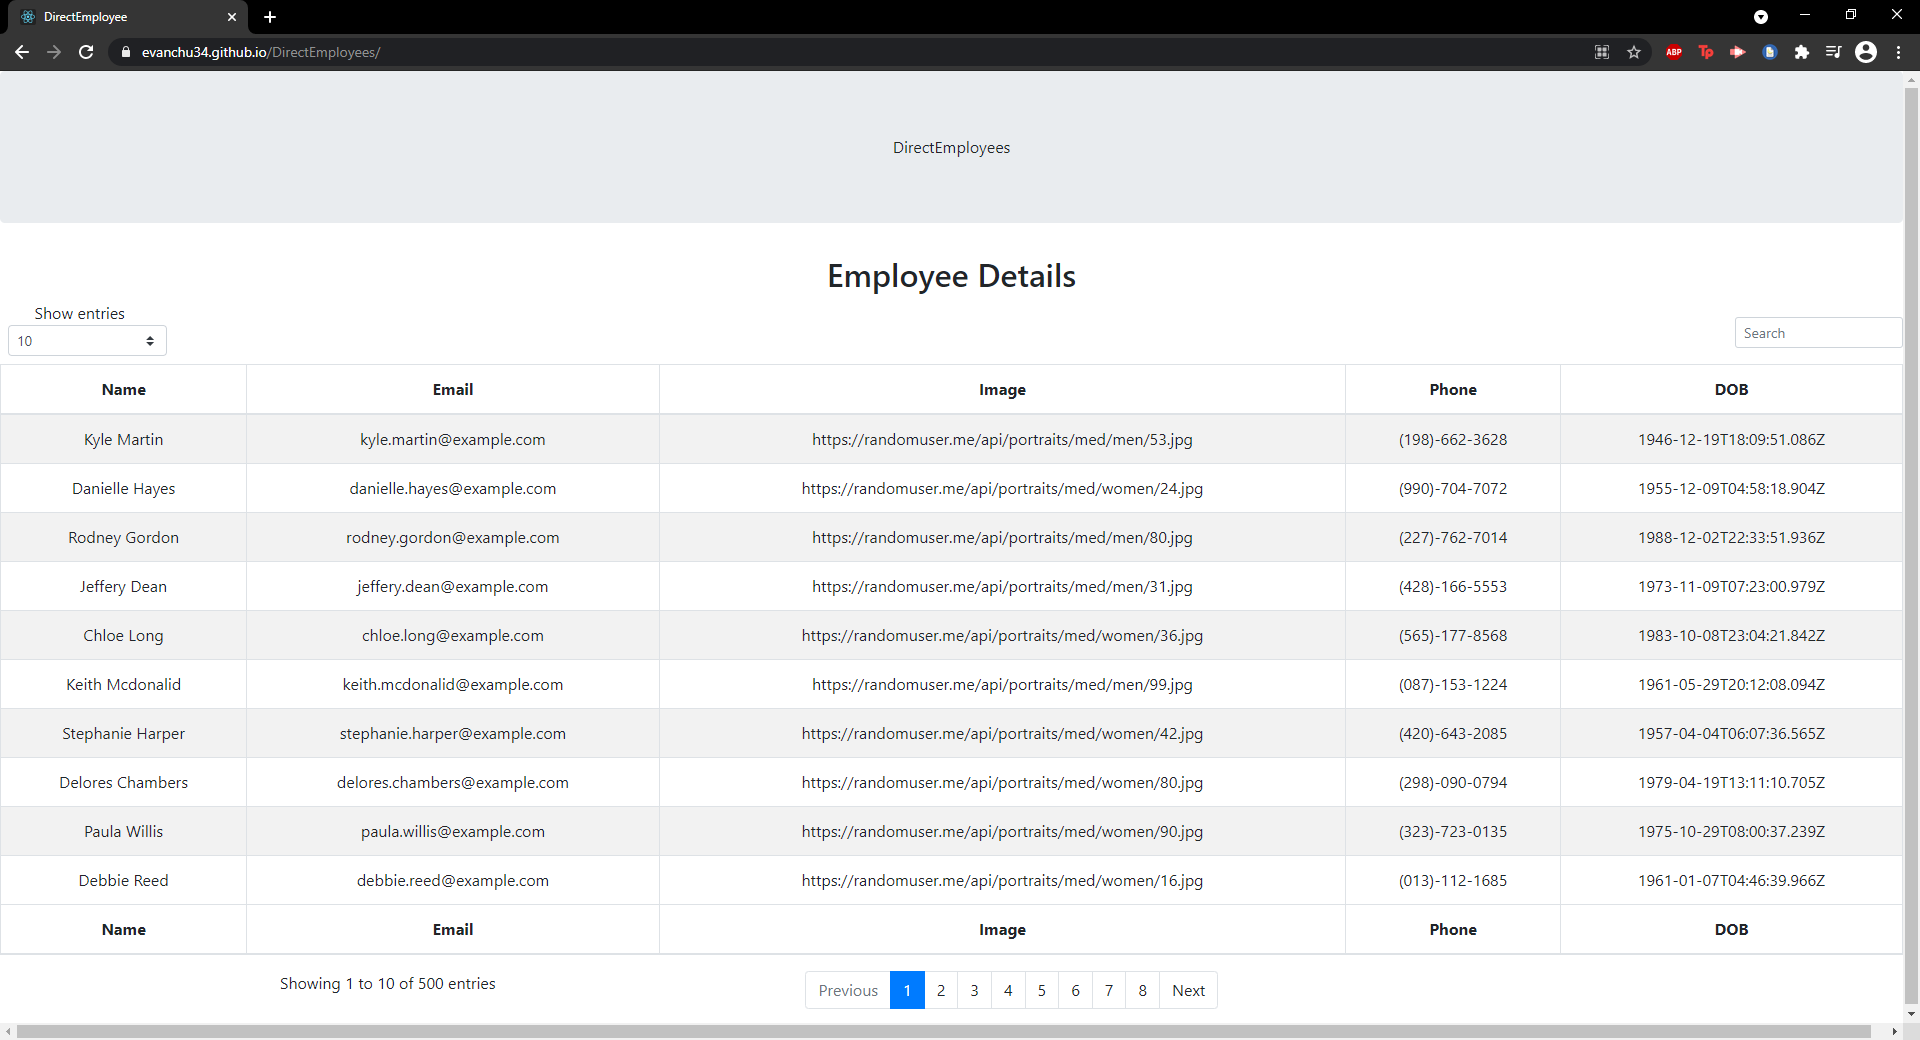 DirectEmployee
evanchu34.github.io/DirectEmployees/
ABP Tp
DirectEmployees
Employee Details
Show entries
10
Search
Name Email Image Phone DOB
Kyle Martin kyle.martin@example.com https://randomuser.me/api/portraits/med/men/53.jpg (198)-662-3628 1946-12-19T18:09:51.086Z
Danielle Hayes danielle.hayes@example.com https://randomuser.me/api/portraits/med/women/24.jpg (990)-704-7072 1955-12-09T04:58:18.904Z
Rodney Gordon rodney.gordon@example.com https://randomuser.me/api/portraits/med/men/80.jpg (227)-762-7014 1988-12-02T22:33:51.936Z
Jeffery Dean jeffery.dean@example.com https://randomuser.me/api/portraits/med/men/31.jpg (428)-166-5553 1973-11-09T07:23:00.979Z
Chloe Long chloe.long@example.com https://randomuser.me/api/portraits/med/women/36.jpg (565)-177-8568 1983-10-08T23:04:21.842Z
Keith Mcdonalid keith.mcdonalid@example.com https://randomuser.me/api/portraits/med/men/99.jpg (087)-153-1224 1961-05-29T20:12:08.094Z
Stephanie Harper stephanie.harper@example.com https://randomuser.me/api/portraits/med/women/42.jpg (420)-643-2085 1957-04-04T06:07:36.565Z
Delores Chambers delores.chambers@example.com https://randomuser.me/api/portraits/med/women/80.jpg (298)-090-0794 1979-04-19T13:11:10.705Z
Paula Willis paula.willis@example.com https://randomuser.me/api/portraits/med/women/90.jpg (323)-723-0135 1975-10-29T08:00:37.239Z
Debbie Reed debbie.reed@example.com https://randomuser.me/api/portraits/med/women/16.jpg (013)-112-1685 1961-01-07T04:46:39.966Z
Name Email Image Phone DOB
Showing 1 to 10 of 500 entries Previous 1 2 3 4 5 6 7 8 Next